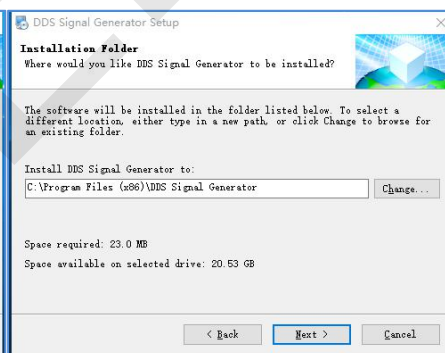 DDS Signal Generator Setup
Installation Folder
Where would you like DDS Signal Generator to be installed?
The software will be installed in the folder listed below. To select a
different location, either type in a new path, or click Change to browse for
an existing folder.
Install DDS Signal Generator to:
C:\Program Files (x86)\DDS Signal Generator
Change...
Space required: 23.0 MB
Space available on selected drive: 20.53 GB
< Back
Next >
Cancel